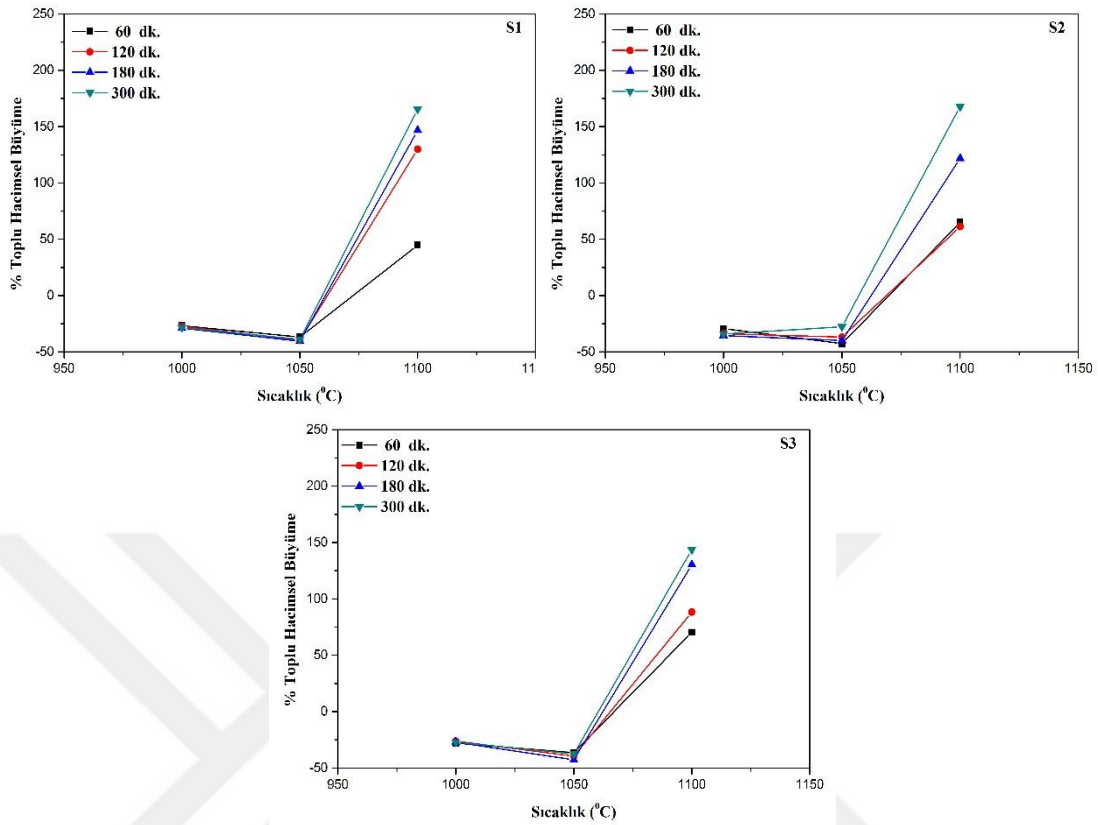 S1
60 dk.
120 dk.
180 dk.
300 dk.
250
200
150
100
50
0
-50
% Toplu Hacimsel Büyüme
950
1000
1050
1100
11
Sıcaklık (⁰C)
S2
60 dk.
120 dk.
180 dk.
300 dk.
250
200
150
100
50
0
-50
% Toplu Hacimsel Büyüme
950
1000
1050
1100
1150
Sıcaklık (⁰C)
S3
60 dk.
120 dk.
180 dk.
300 dk.
250
200
150
100
50
0
-50
% Toplu Hacimsel Büyüme
950
1000
1050
1100
1150
Sıcaklık (⁰C)